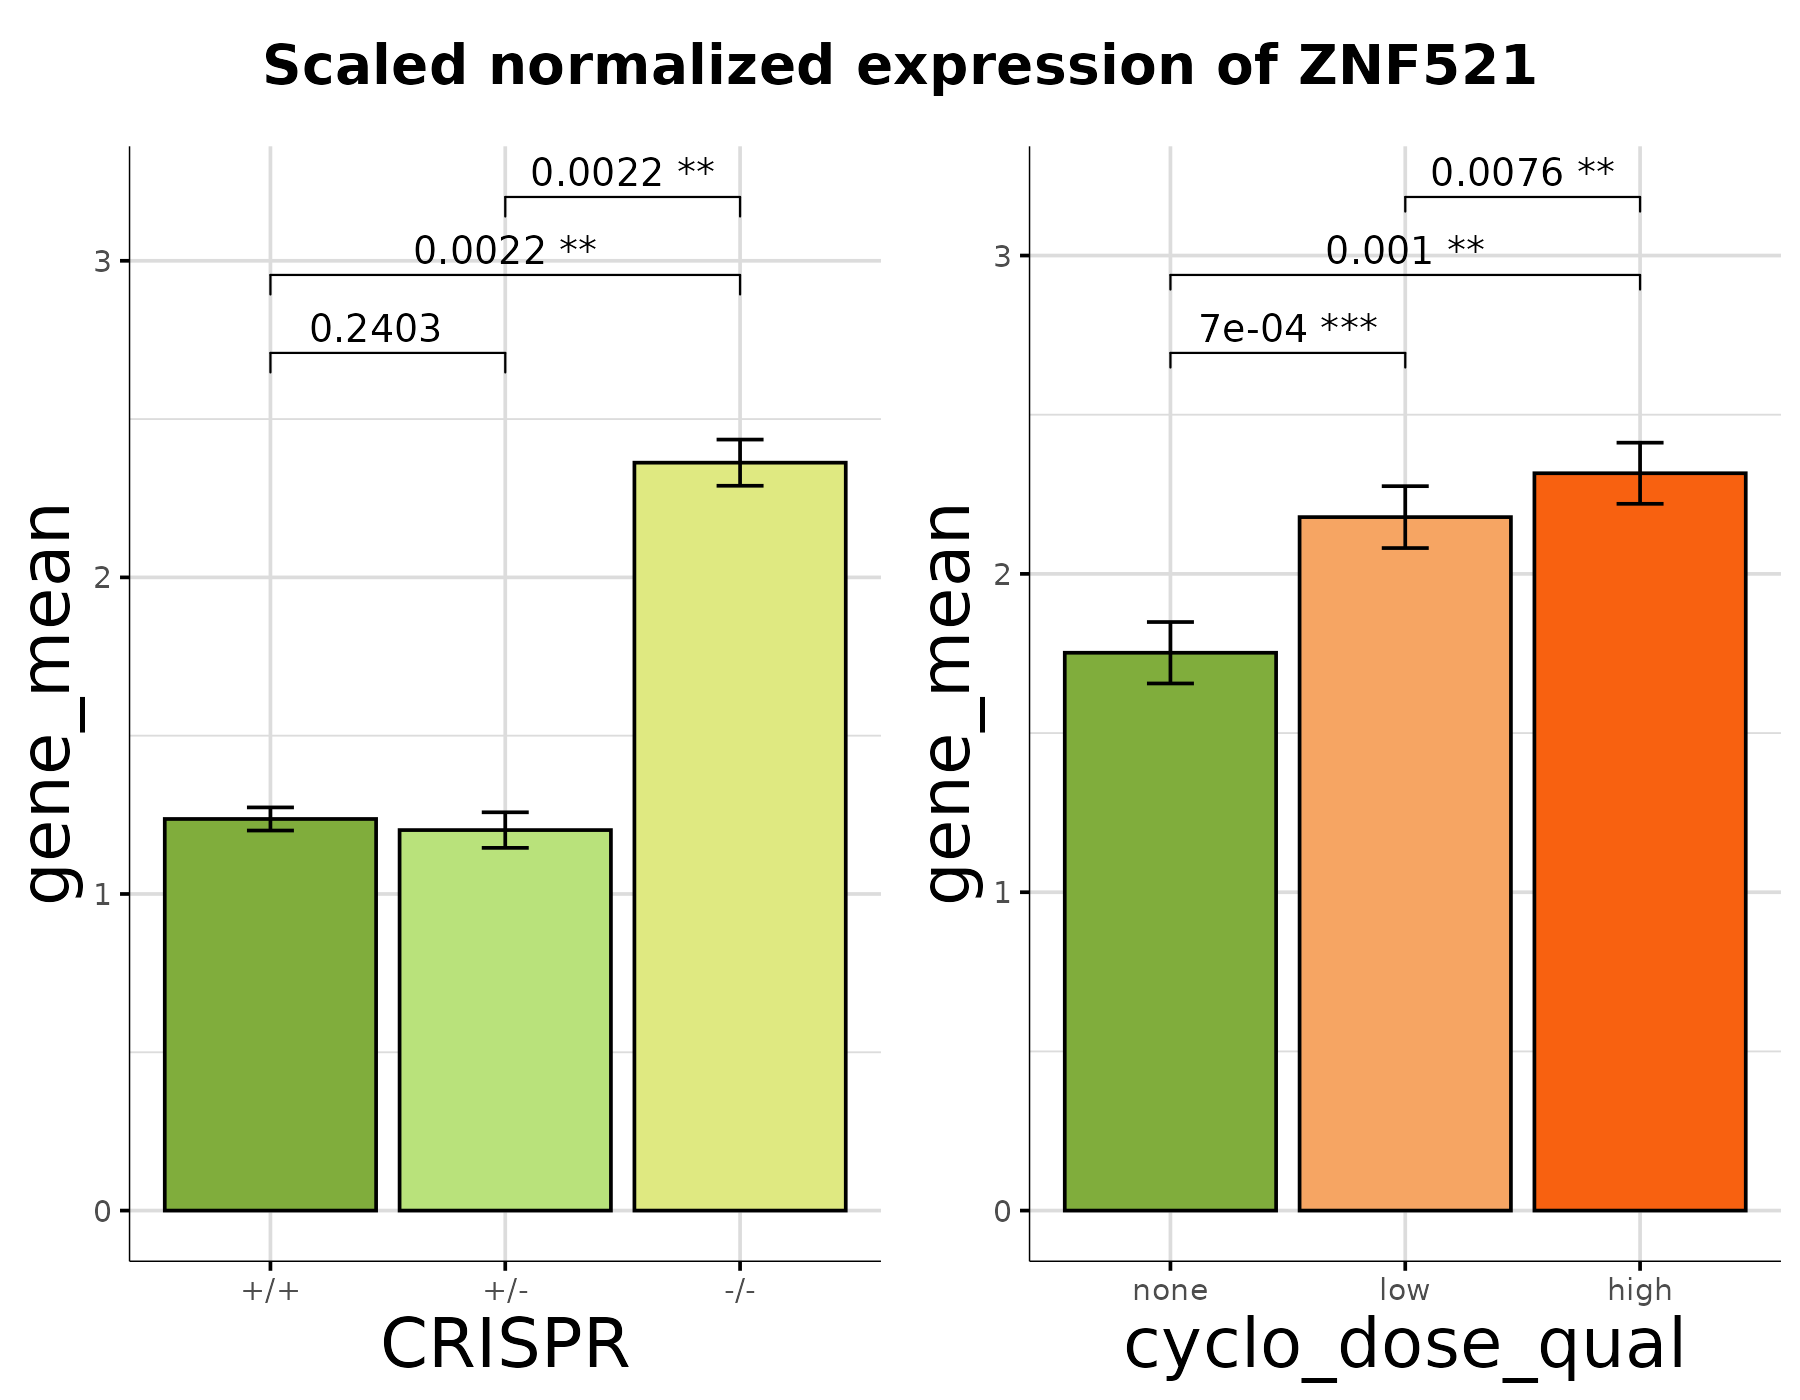 Scaled normalized expression of ZNF521
gene_mean
3
2
1
0
0.0022 **
0.0022 **
0.2403
+/+
+/-
-/-
CRISPR
gene_mean
3
2
1
0
0.0076 **
0.001 **
7e-04 ***
none
low
high
cyclo_dose_qual